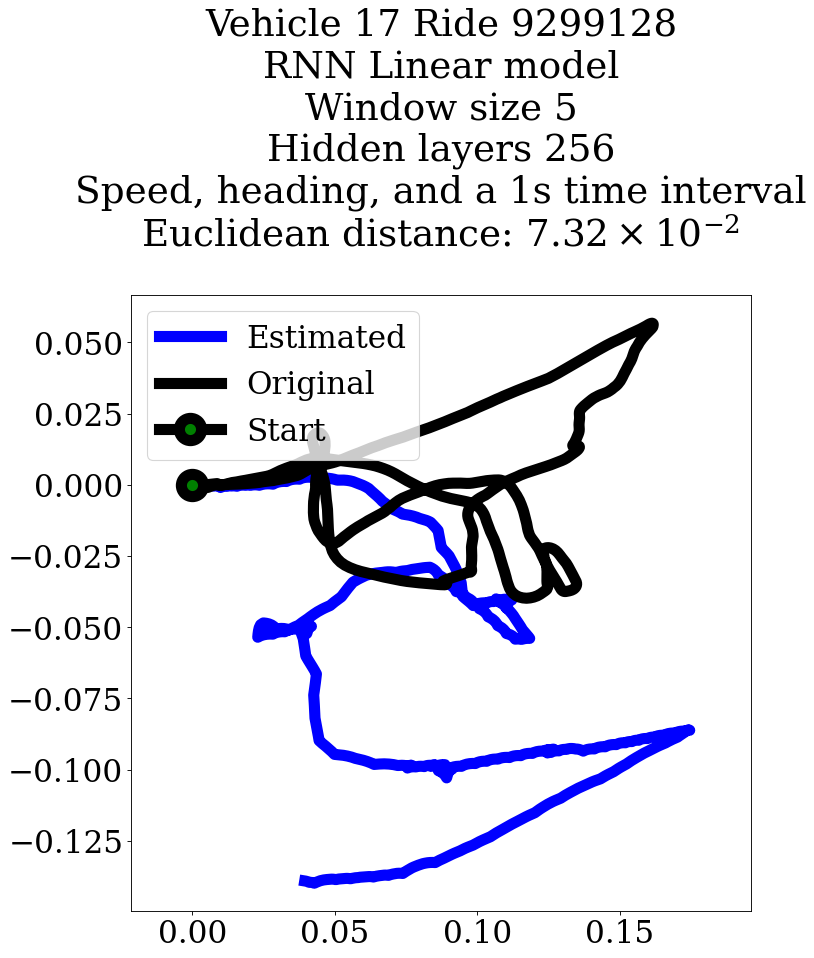 Vehicle 17 Ride 9299128
RNN Linear model
Window size 5
Hidden layers 256
Speed, heading, and a 1s time interval
Euclidean distance: 7.32 × 10⁻²
Estimated
Original
Start
0.050
0.025
0.000
−0.025
−0.050
−0.075
−0.100
−0.125
0.00 0.05 0.10 0.15